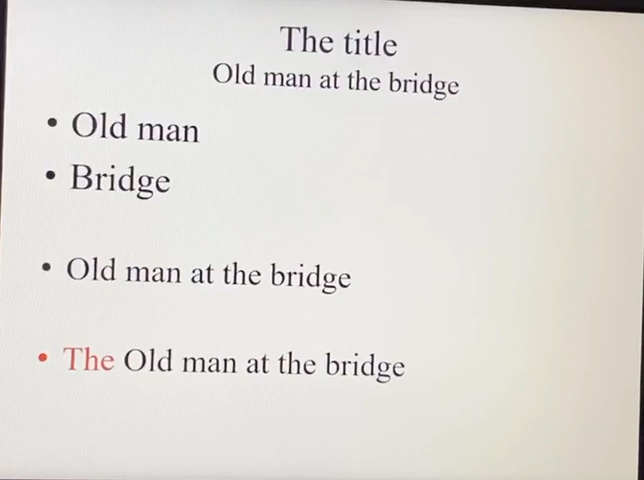 The title
Old man at the bridge
• Old man
• Bridge
• Old man at the bridge
• The Old man at the bridge